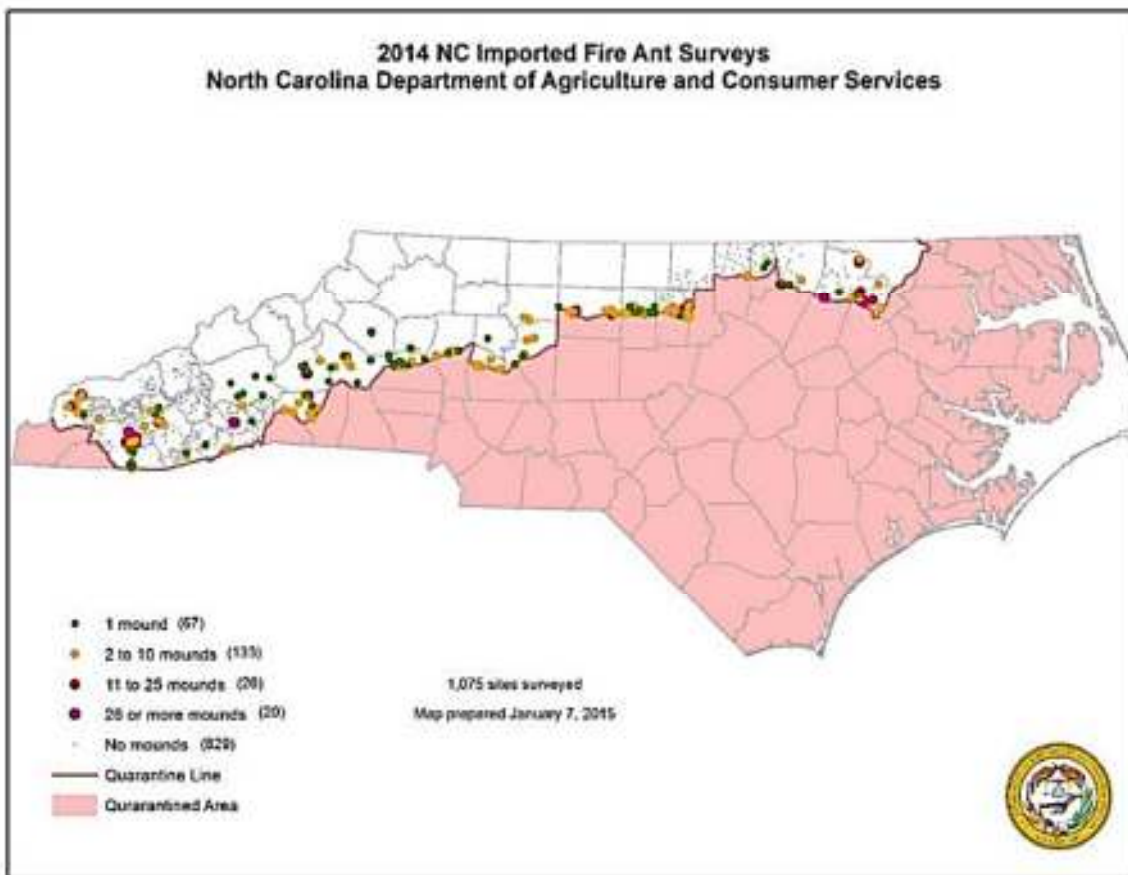 2014 NC Imported Fire Ant Surveys
North Carolina Department of Agriculture and Consumer Services
1 mound (67)
2 to 10 mounds (133)
11 to 25 mounds (26)
26 or more mounds (20)
No mounds (829)
Quarantine Line
Qurarantined Area
1,075 sites surveyed
Map prepared January 7, 2015